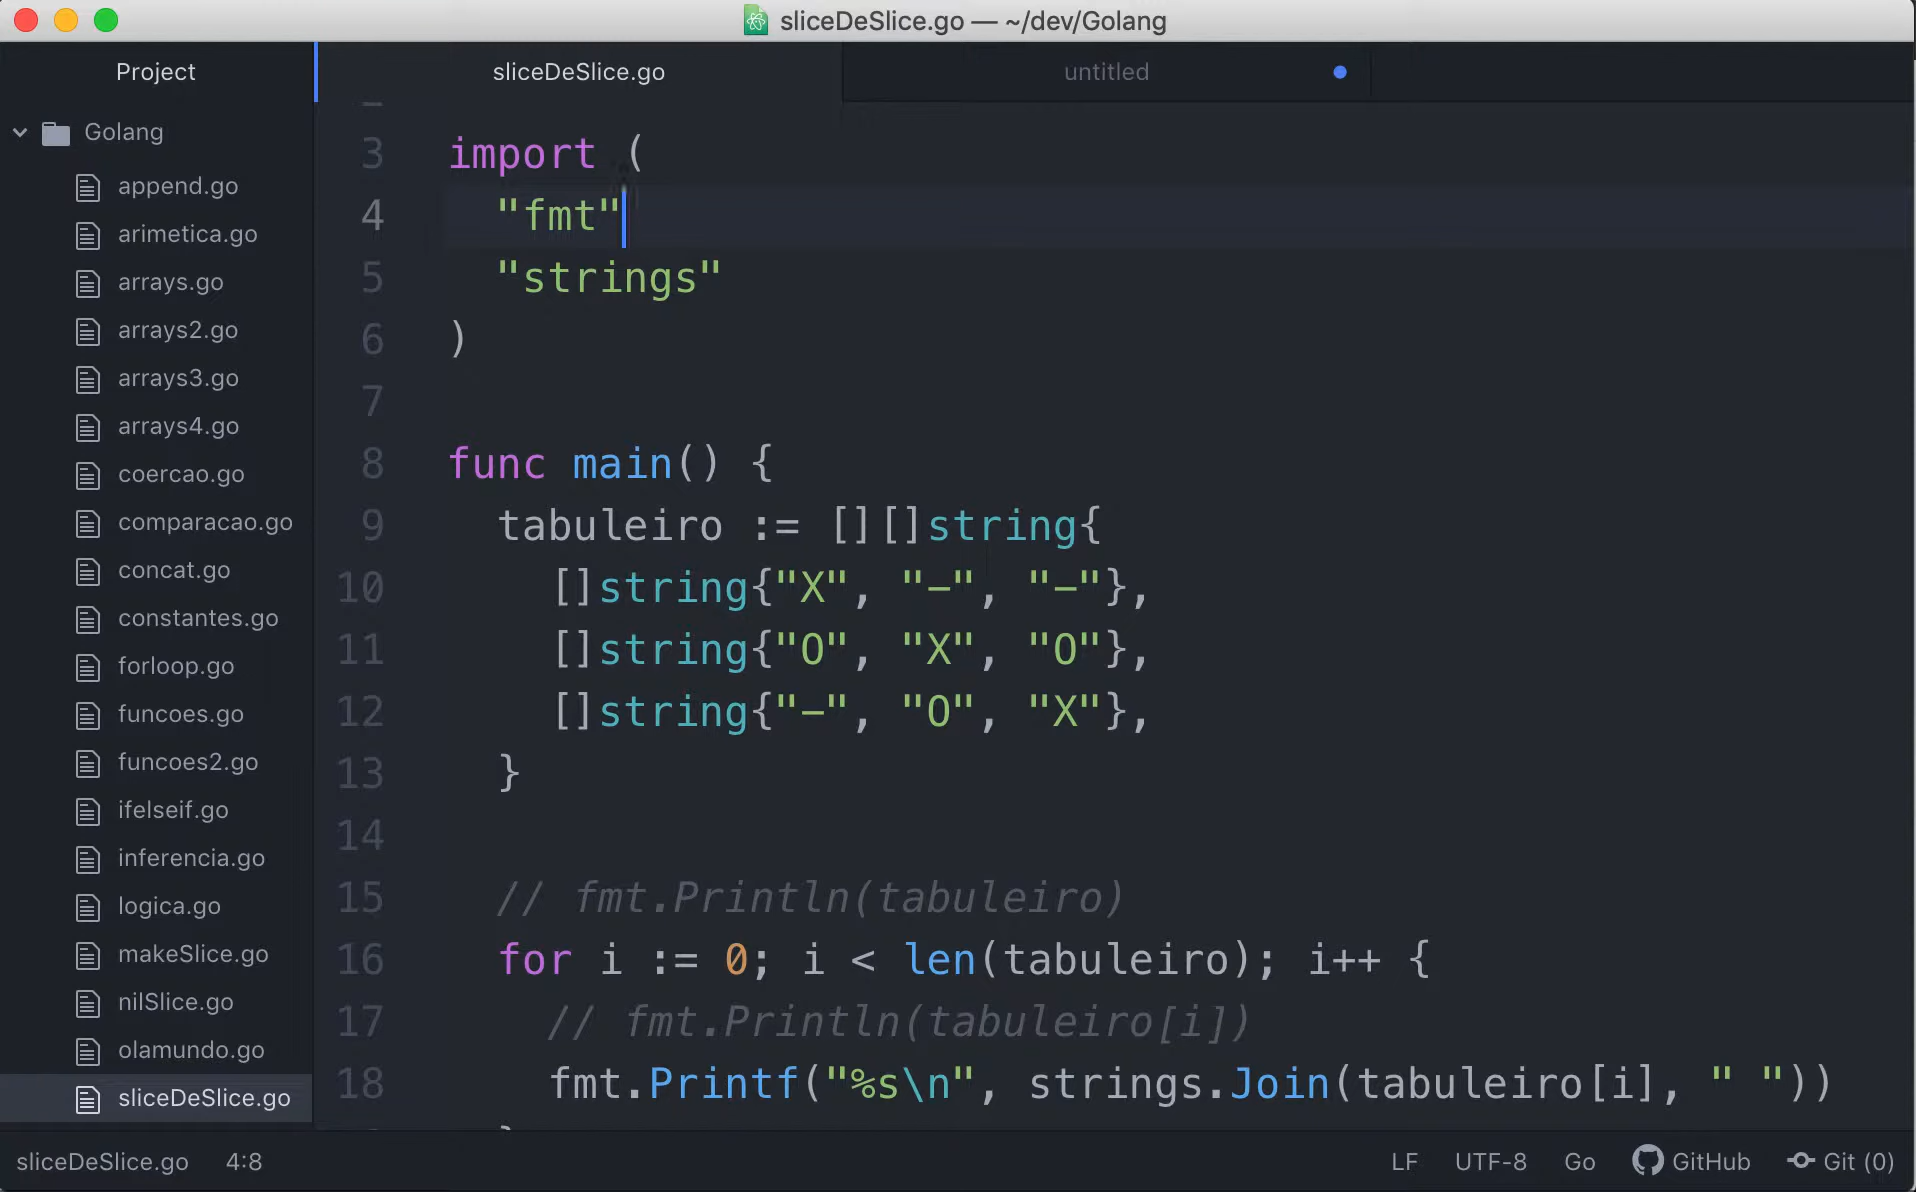 sliceDeSlice.go — ~/dev/Golang
Project
sliceDeSlice.go
untitled
Golang
append.go
arimetica.go
arrays.go
arrays2.go
arrays3.go
arrays4.go
coercao.go
comparacao.go
concat.go
constantes.go
forloop.go
funcoes.go
funcoes2.go
ifelseif.go
inferencia.go
logica.go
makeSlice.go
nilSlice.go
olamundo.go
sliceDeSlice.go
3 import (
4 "fmt"
5 "strings"
6 )
7
8 func main() {
9 tabuleiro := [][]string{
10 []string{"X", "-", "-"},
11 []string{"O", "X", "O"},
12 []string{"-", "O", "X"},
13 }
14
15 // fmt.Println(tabuleiro)
16 for i := 0; i < len(tabuleiro); i++ {
17 // fmt.Println(tabuleiro[i])
18 fmt.Printf("%s\n", strings.Join(tabuleiro[i], " "))
sliceDeSlice.go 4:8
LF UTF-8 Go GitHub Git (0)